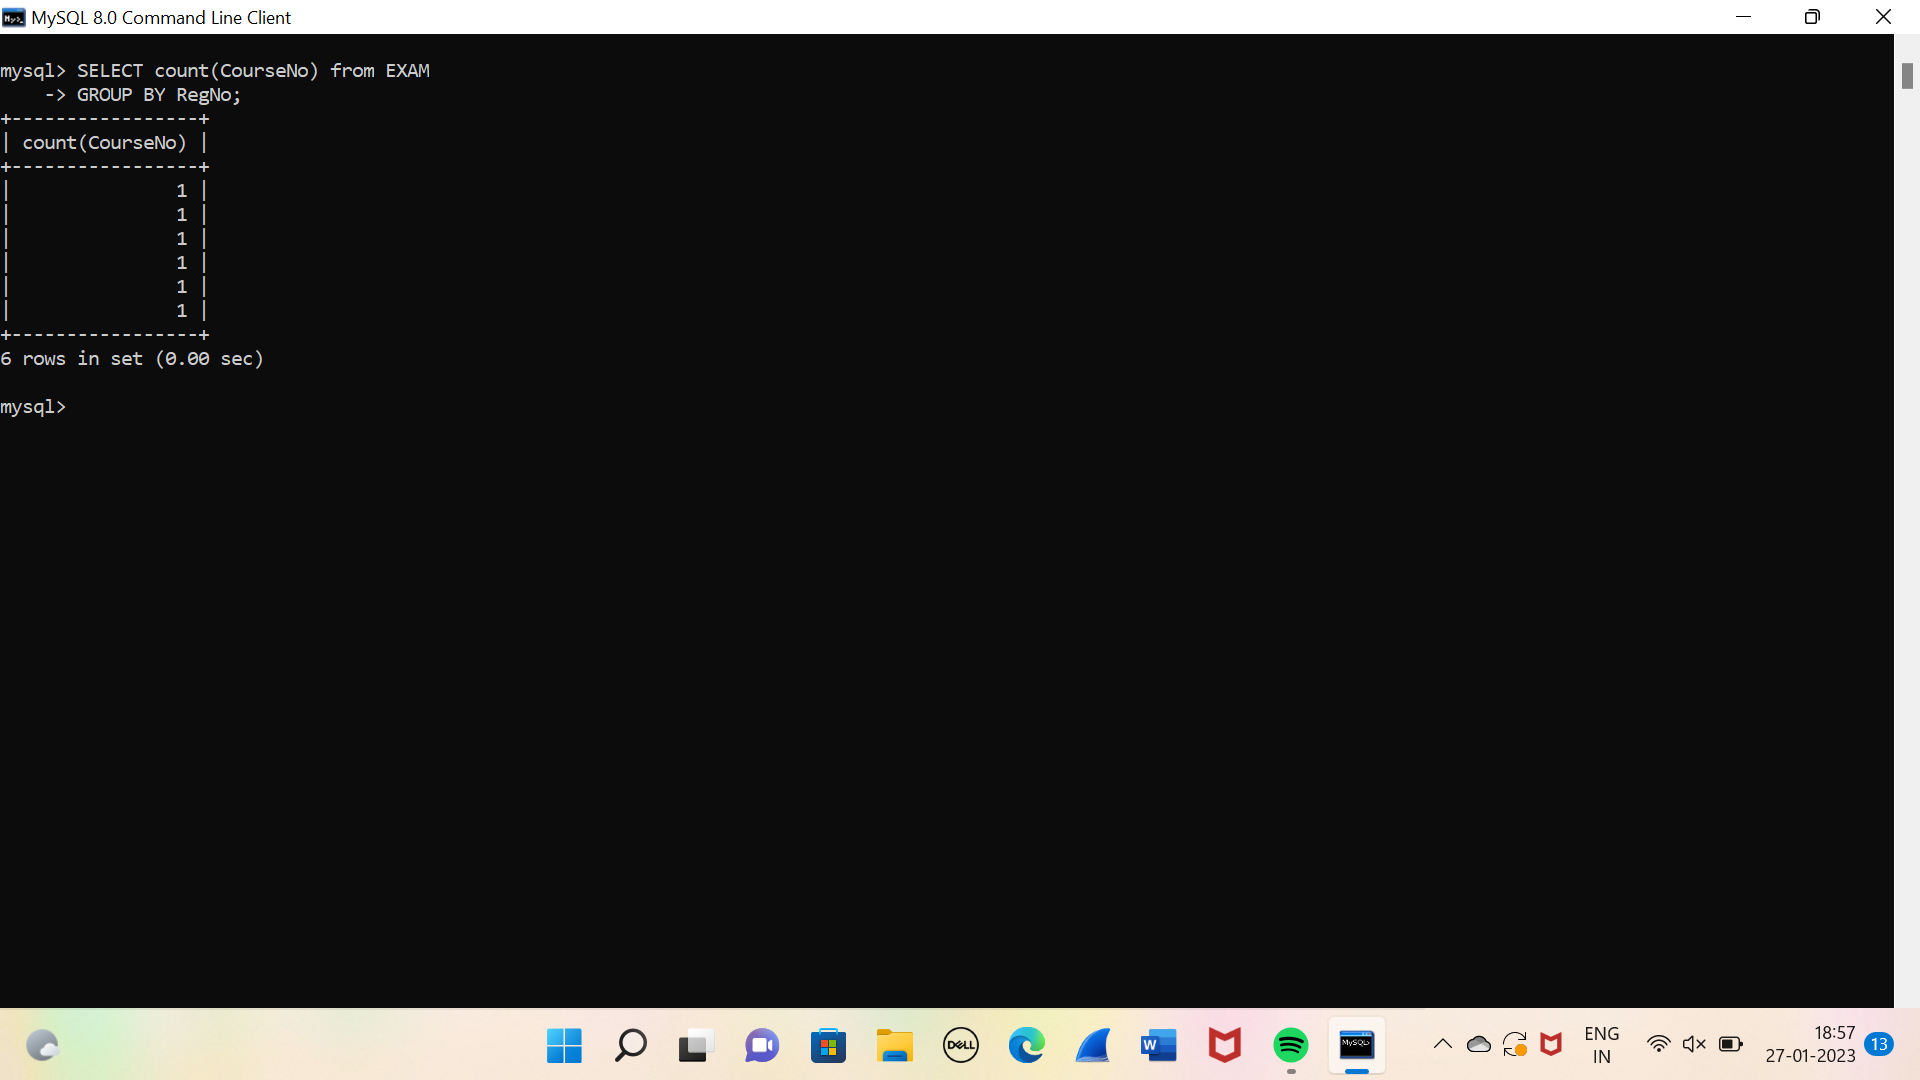 MySQL 8.0 Command Line Client
mysql> SELECT count(CourseNo) from EXAM
    -> GROUP BY RegNo;
+-----------------+
| count(CourseNo) |
+-----------------+
|               1 |
|               1 |
|               1 |
|               1 |
|               1 |
|               1 |
+-----------------+
6 rows in set (0.00 sec)
mysql>
DELL
W
MySQL>
ENG
IN
18:57
27-01-2023
13